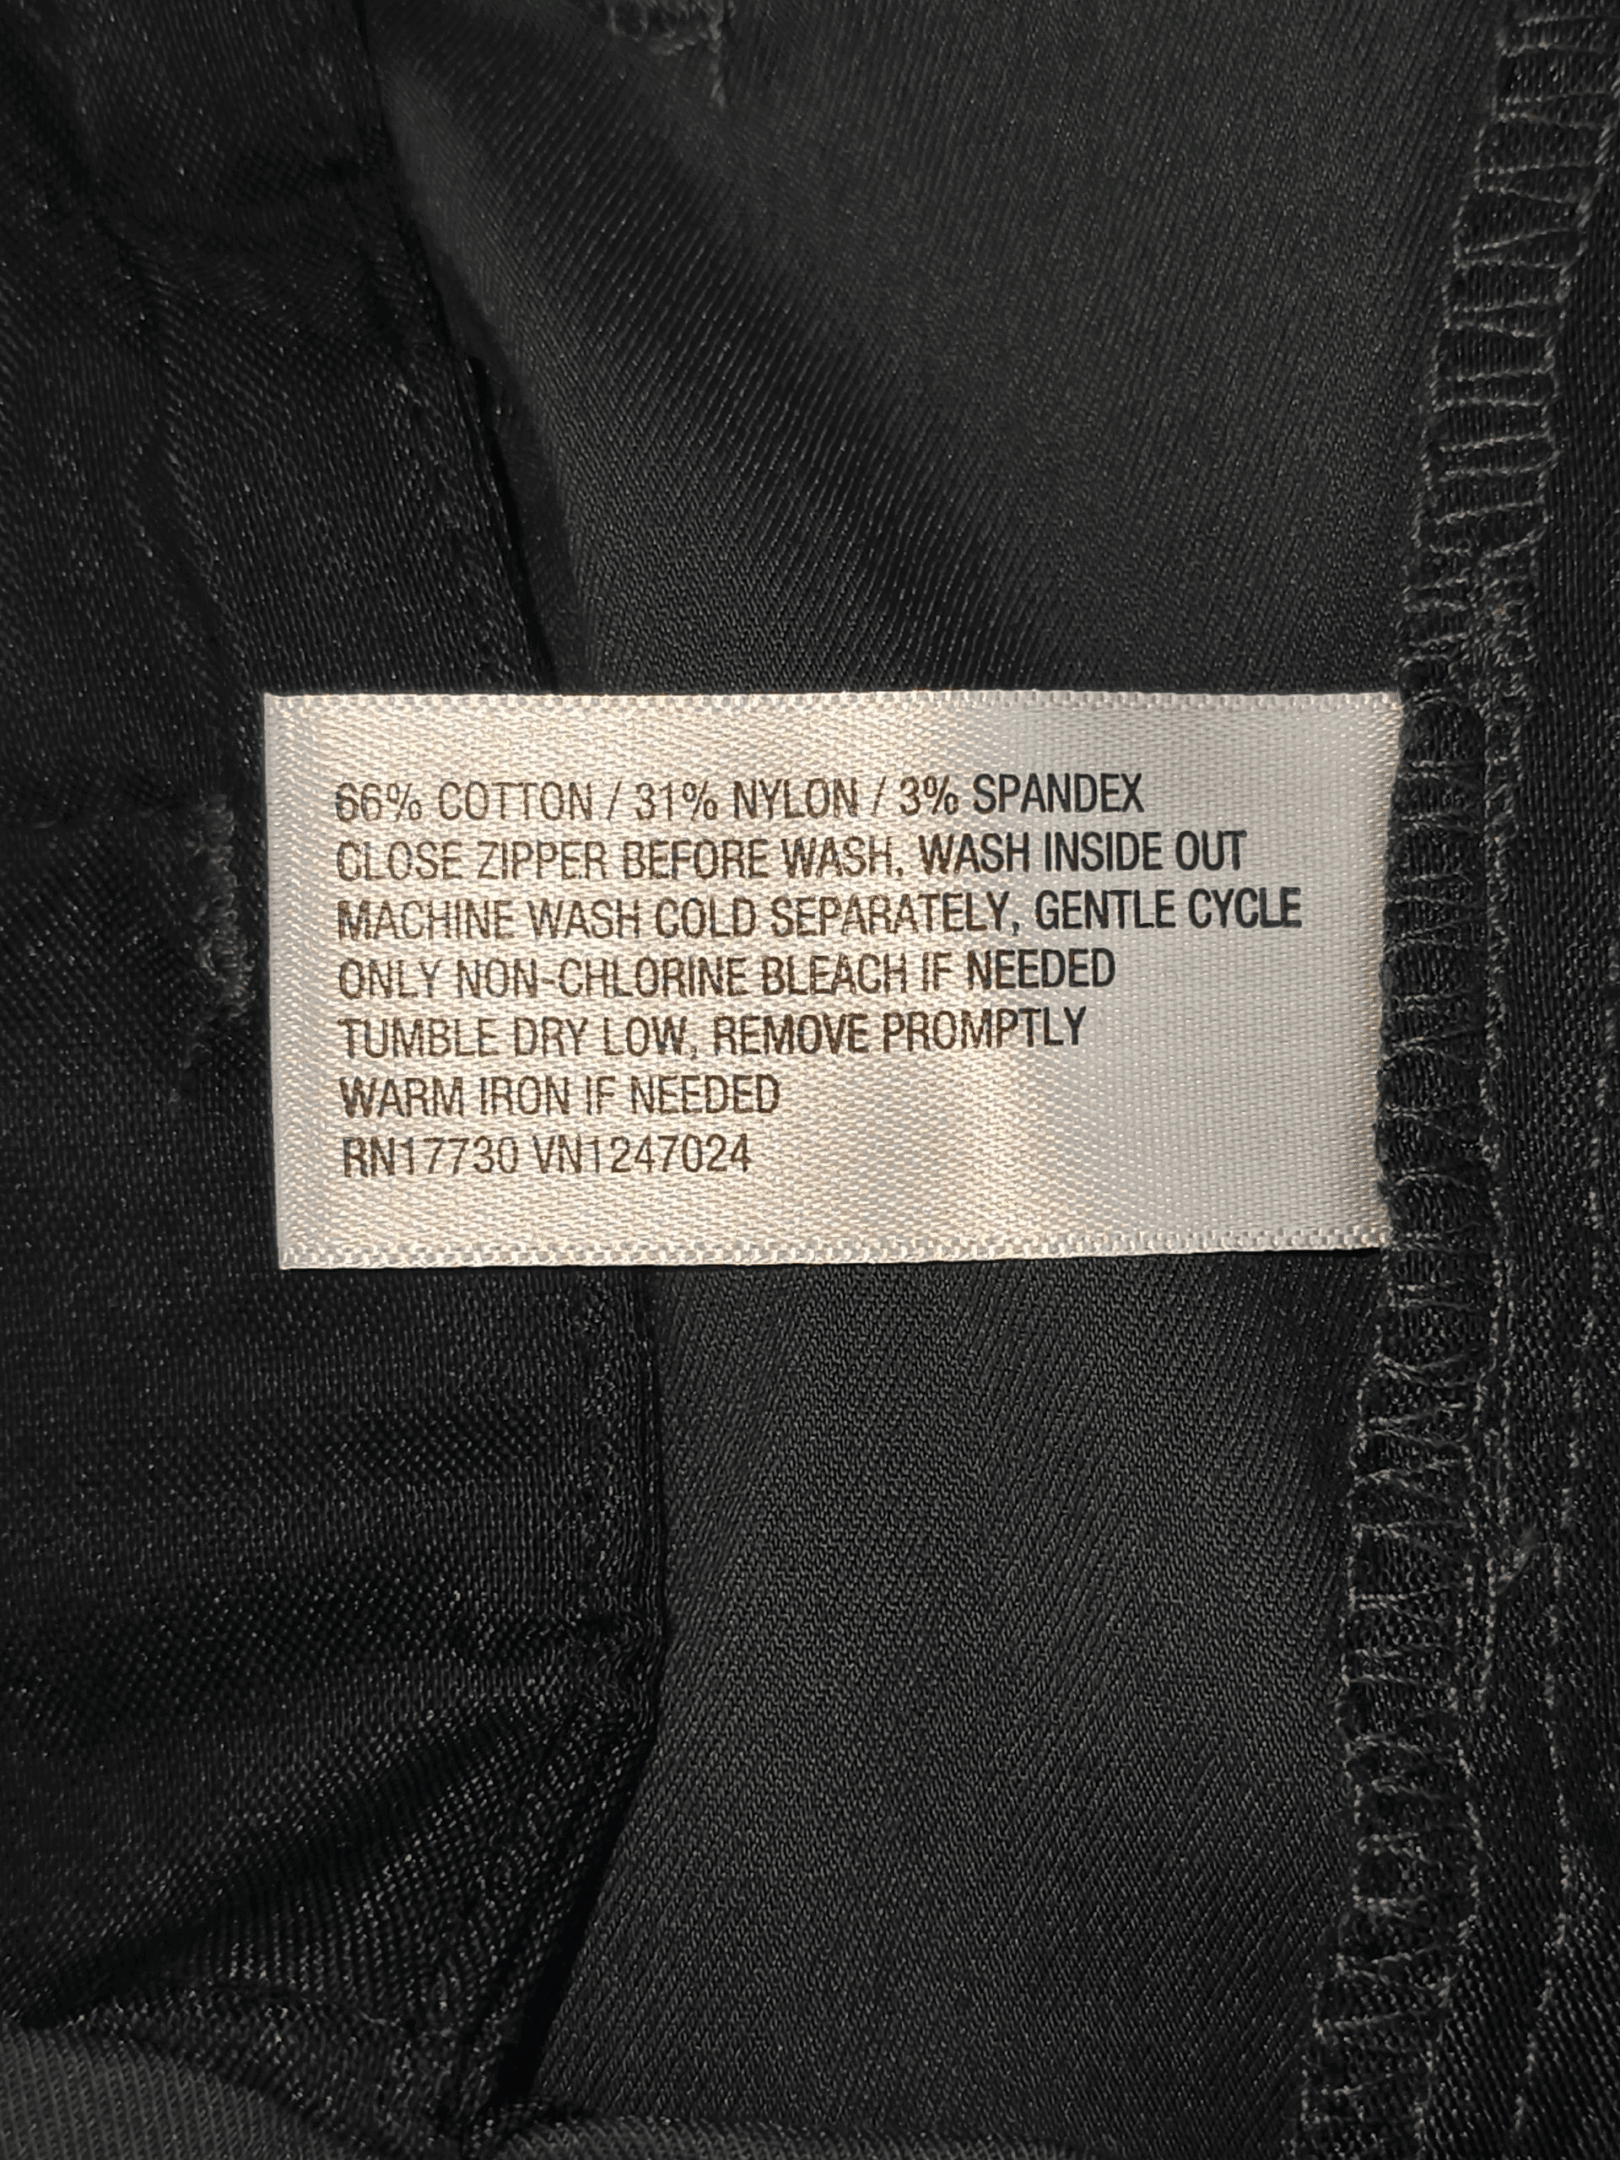 66% COTTON / 31% NYLON / 3% SPANDEX
CLOSE ZIPPER BEFORE WASH, WASH INSIDE OUT
MACHINE WASH COLD SEPARATELY, GENTLE CYCLE
ONLY NON-CHLORINE BLEACH IF NEEDED
TUMBLE DRY LOW, REMOVE PROMPTLY
WARM IRON IF NEEDED
RN17730 VN1247024